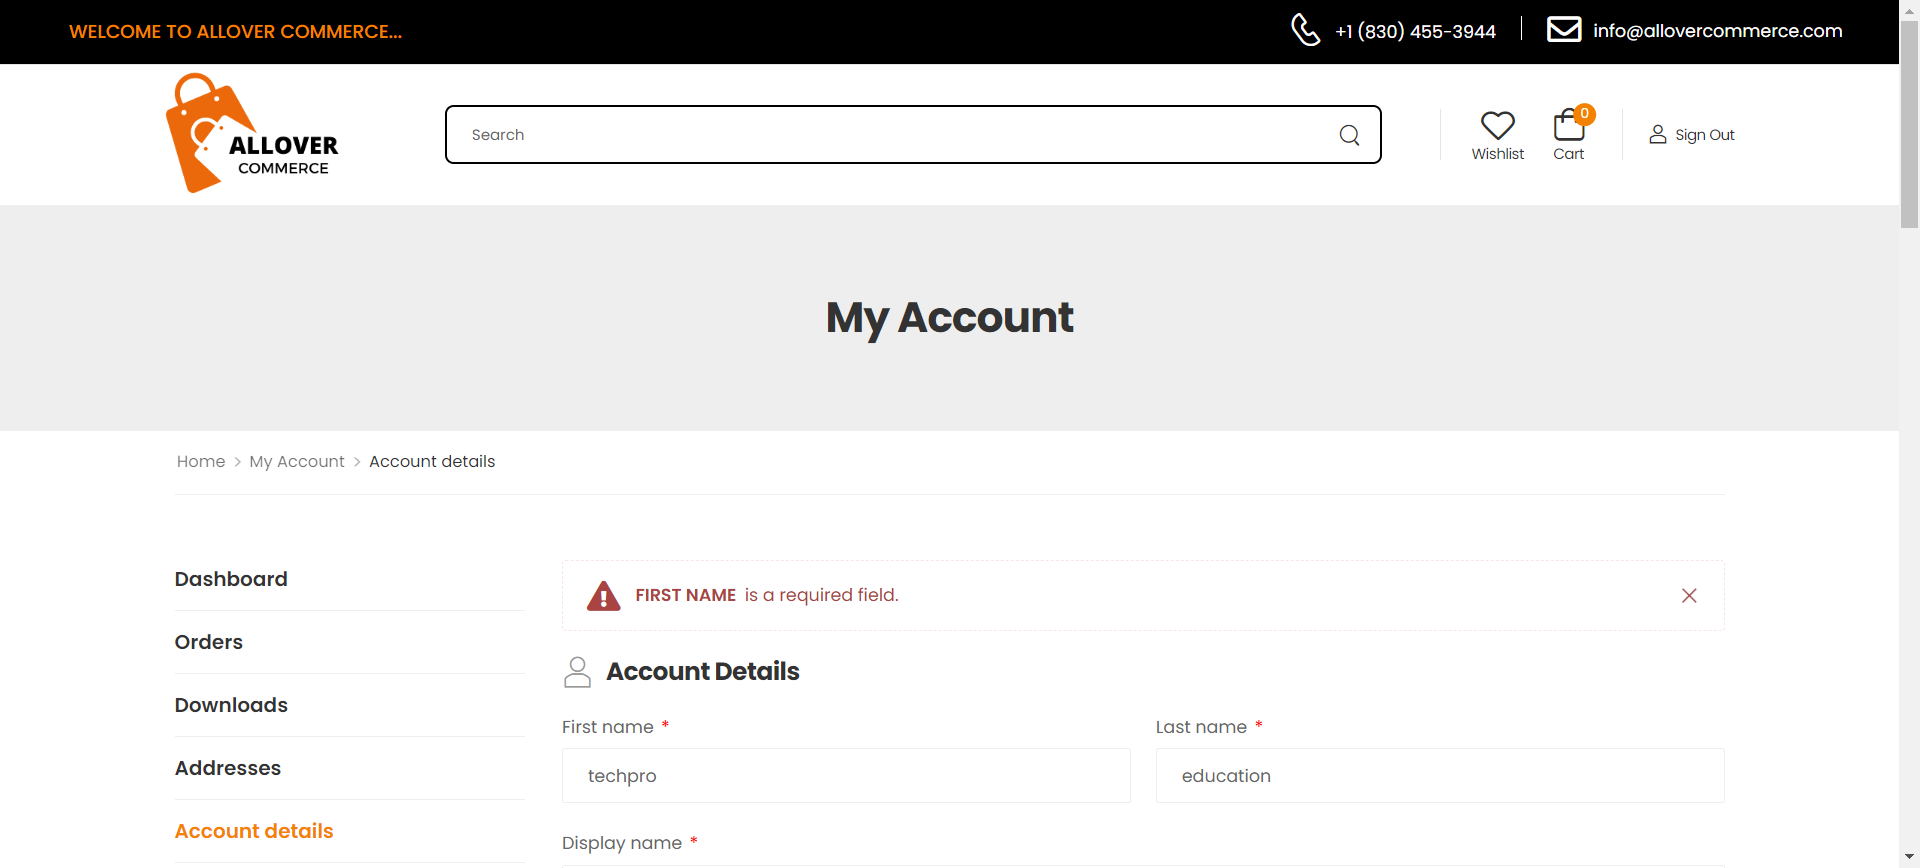 WELCOME TO ALLOVER COMMERCE...
+1 (830) 455-3944
info@allovercommerce.com
ALLOVER
COMMERCE
Search
Wishlist
0
Cart
Sign Out
My Account
Home > My Account > Account details
Dashboard
Orders
Downloads
Addresses
Account details
FIRST NAME is a required field.
Account Details
First name *
techpro
Last name *
education
Display name *